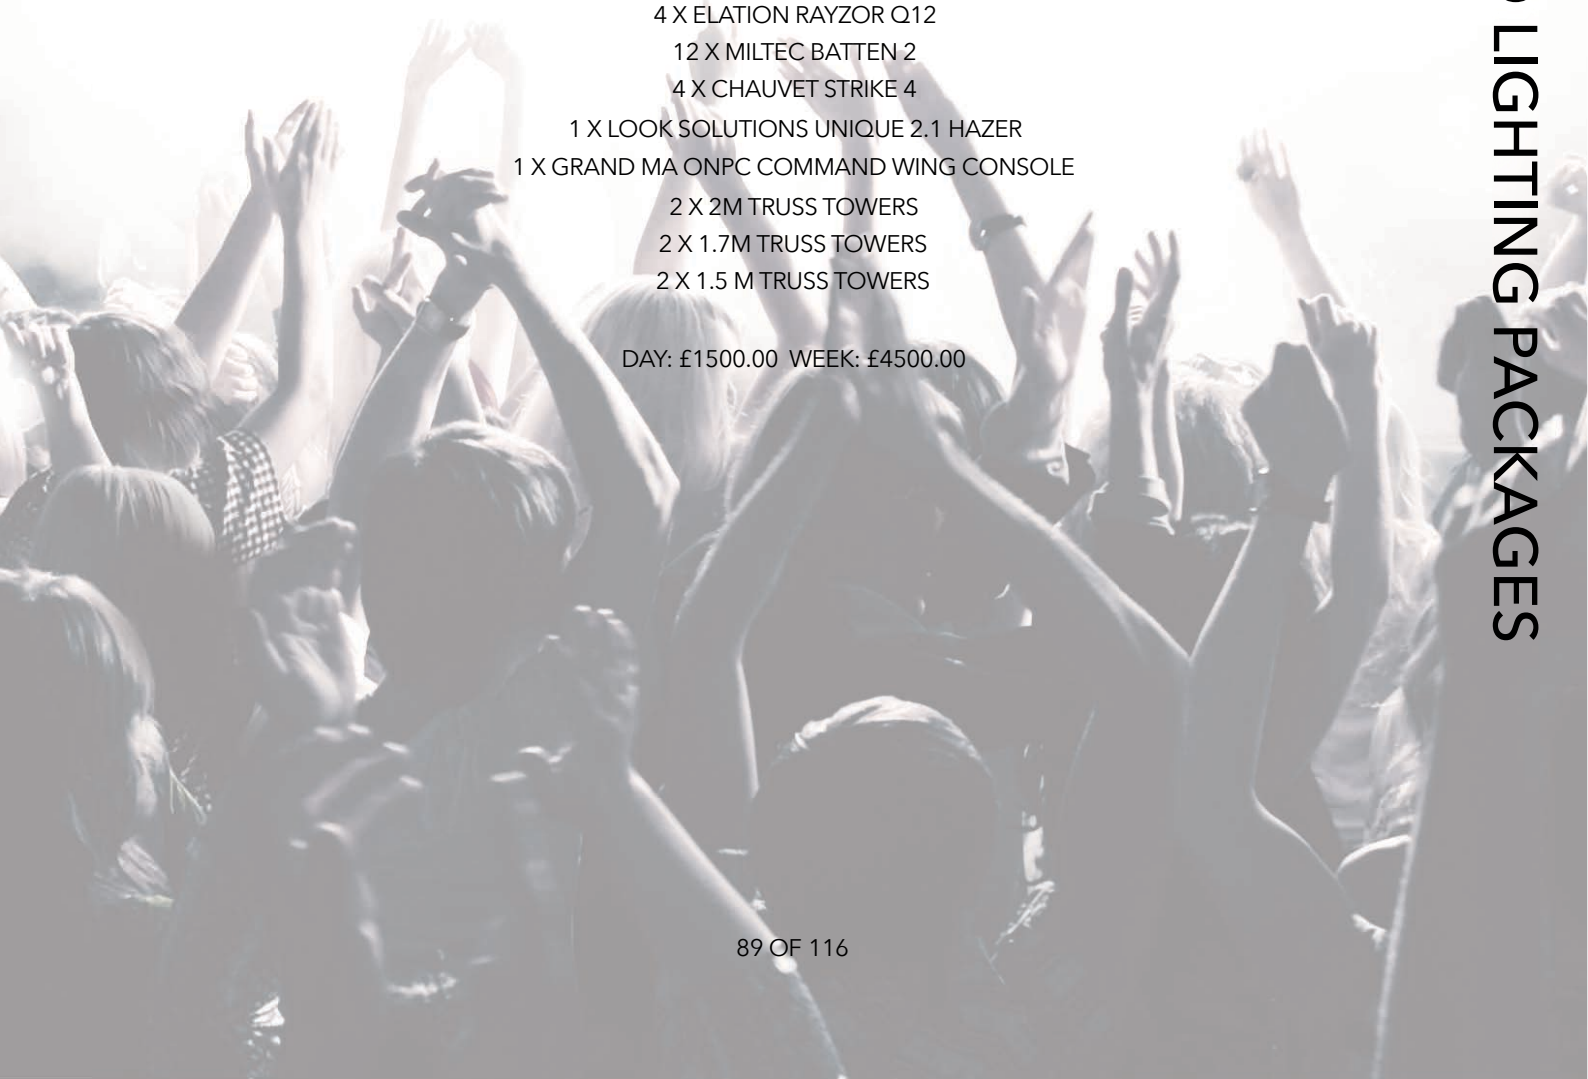 4 X ELATION RAYZOR Q12
12 X MILTEC BATTEN 2
4 X CHAUVET STRIKE 4
1 X LOOK SOLUTIONS UNIQUE 2.1 HAZER
1 X GRAND MA ONPC COMMAND WING CONSOLE
2 X 2M TRUSS TOWERS
2 X 1.7M TRUSS TOWERS
2 X 1.5 M TRUSS TOWERS
DAY: £1500.00 WEEK: £4500.00
LIGHTING PACKAGES
89 OF 116